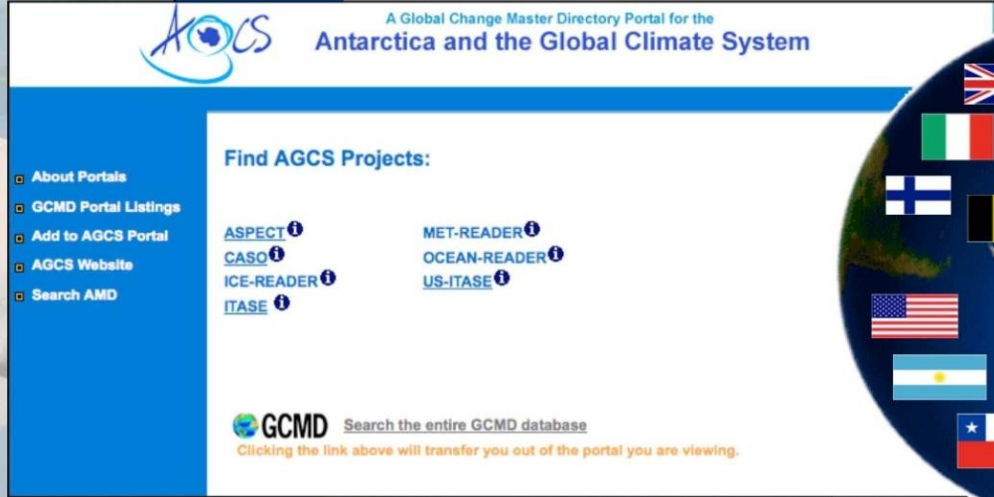 AGCS
A Global Change Master Directory Portal for the
Antarctica and the Global Climate System
About Portals
GCMD Portal Listings
Add to AGCS Portal
AGCS Website
Search AMD
Find AGCS Projects:
ASPECT i
CASO i
ICE-READER i
ITASE i
MET-READER i
OCEAN-READER i
US-ITASE i
GCMD Search the entire GCMD database
Clicking the link above will transfer you out of the portal you are viewing.